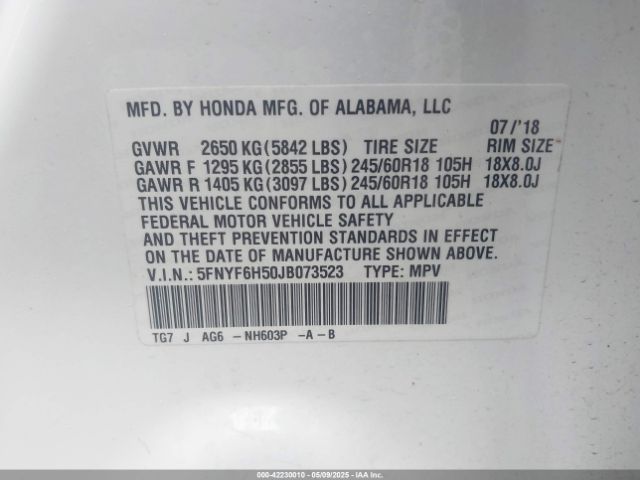 MFD. BY HONDA MFG. OF ALABAMA, LLC
07/'18
GVWR 2650 KG(5842 LBS) TIRE SIZE RIM SIZE
GAWR F 1295 KG(2855 LBS)245/60R18 105H 18X8.0J
GAWR R 1405 KG(3097 LBS)245/60R18 105H 18X8.0J
THIS VEHICLE CONFORMS TO ALL APPLICABLE
FEDERAL MOTOR VEHICLE SAFETY
AND THEFT PREVENTION STANDARDS IN EFFECT
ON THE DATE OF MANUFACTURE SHOWN ABOVE.
V.I.N.: 5FNYF6H50JB073523 TYPE: MPV
TG7 J AG6 -NH603P -A-B
000-42230010 - 05/09/2025 - IAAI.COM